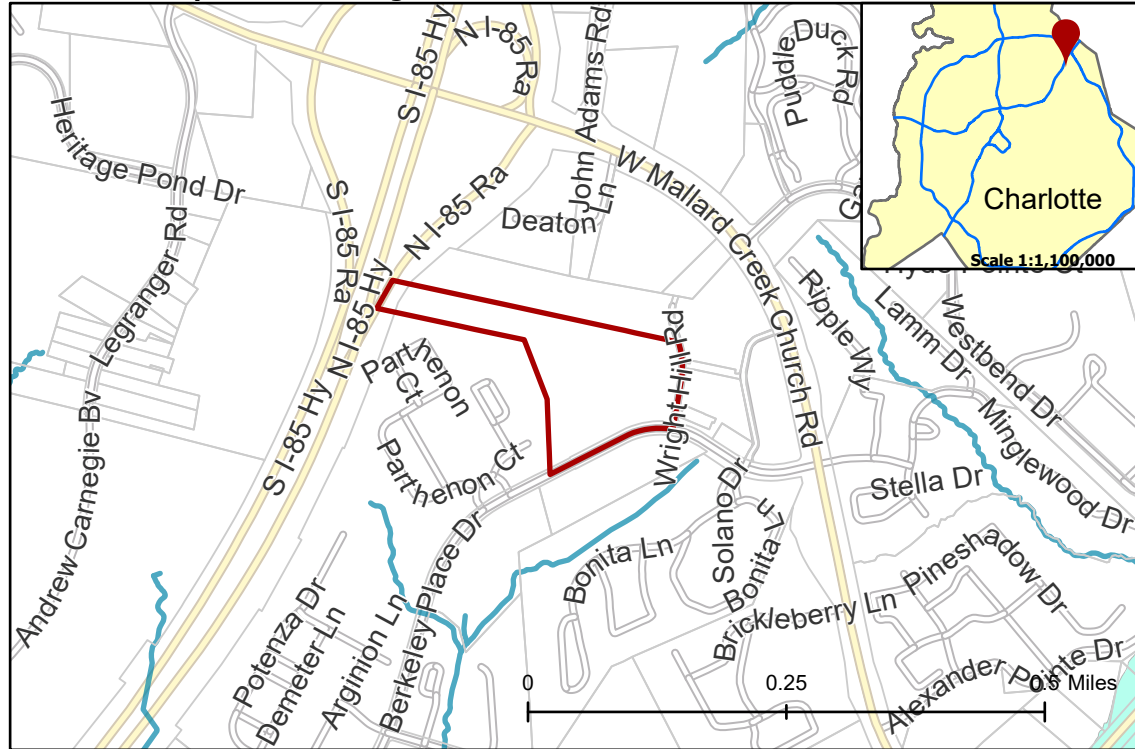 N I-85 Ra
S I-85 Hy
John Adams Rd
Puddle
Duck Rd
Heritage Pond Dr
Legranger Rd
S I-85 Ra
N I-85 Ra
Deaton Ln
W Mallard Creek Church Rd
Charlotte
Scale 1:1,100,000
N I-85 Hy
S I-85 Hy
Parthenon
Ct
Wright Hill Rd
Ripple Wy
Lamm Dr
Westbend Dr
Minglewood Dr
Andrew Carnegie Bv
Parthenon Ct
Stella Dr
Solano Dr
Bonita Ln
Bonita
Ln
Pineshadow Dr
Brickleberry Ln
Berkeley Place Dr
Potenza Dr
Demeter Ln
Arginion Ln
Alexander Pointe Dr
0
0.25
0.5 Miles